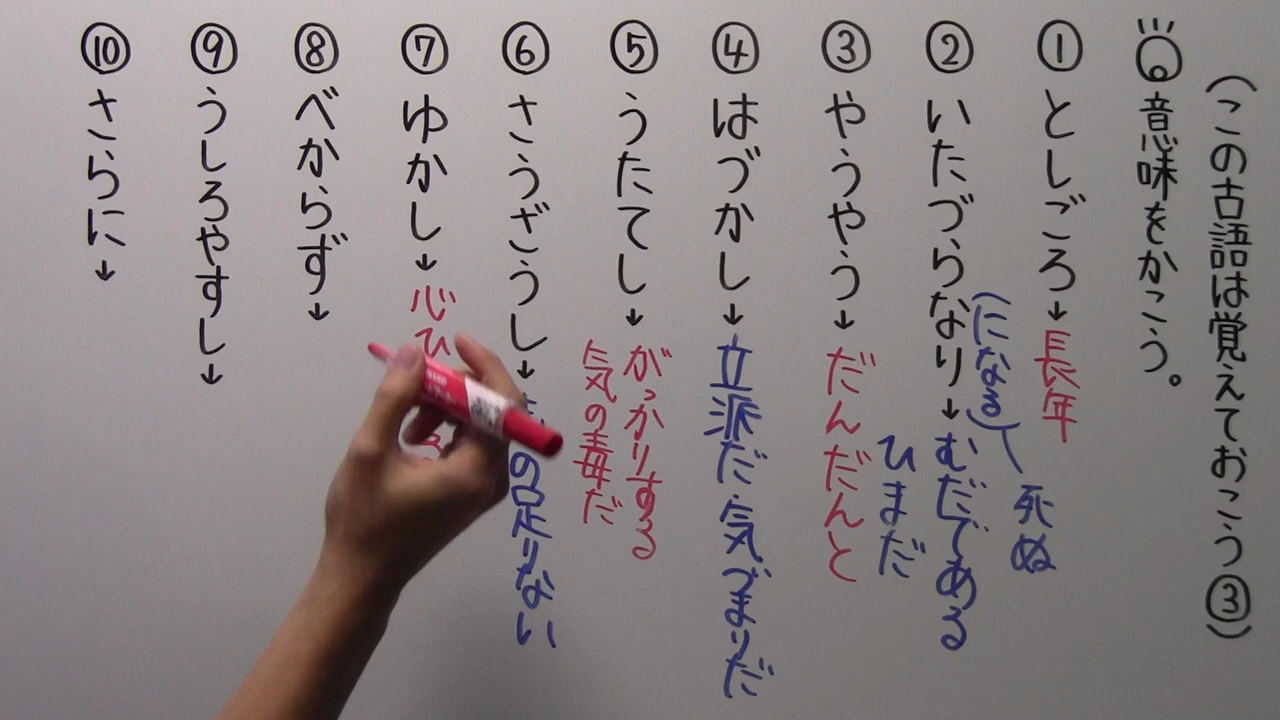 (この古語は覚えておこう③)
意味をかこう。
① としごろ→長年
② いたづらなり→むだである
ひまだ
(になる) 死ぬ
③ やうやう→だんだんと
④ はづかし→立派だ・気づまりだ
⑤ うたてし→がっかりする
気の毒だ
⑥ さうざうし→の足りない
⑦ ゆかし→心ひ
⑧ べからず→
⑨ うしろやすし→
⑩ さらに→